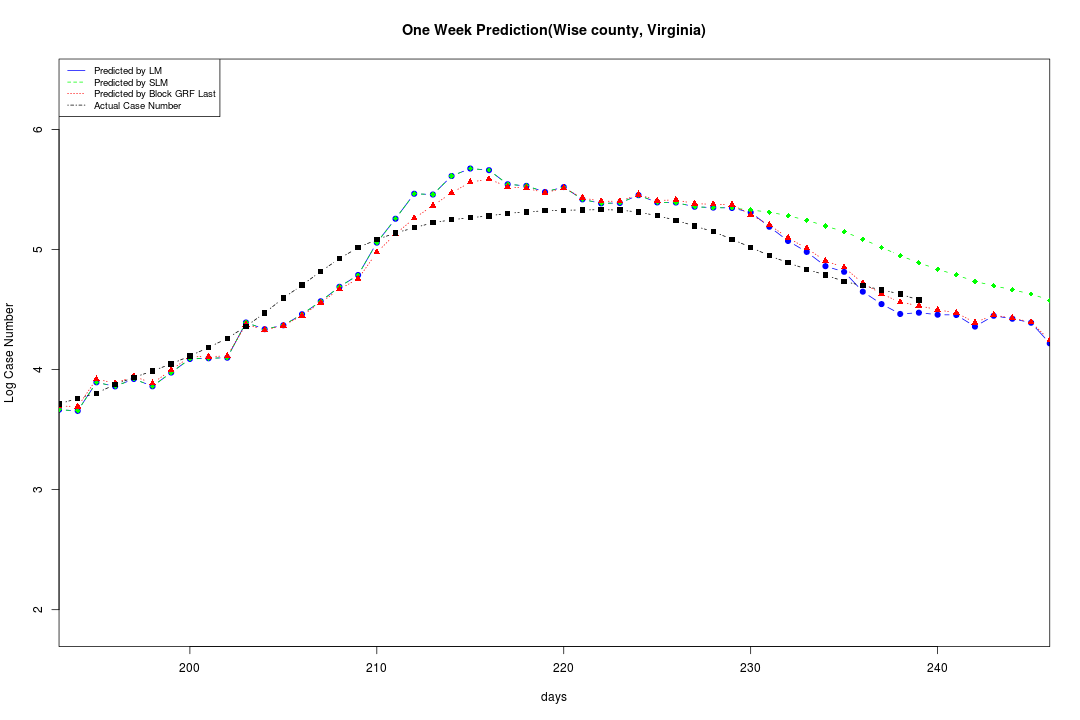 One Week Prediction(Wise county, Virginia)
Predicted by LM
Predicted by SLM
Predicted by Block GRF Last
Actual Case Number
6
5
4
3
2
Log Case Number
200 210 220 230 240
days